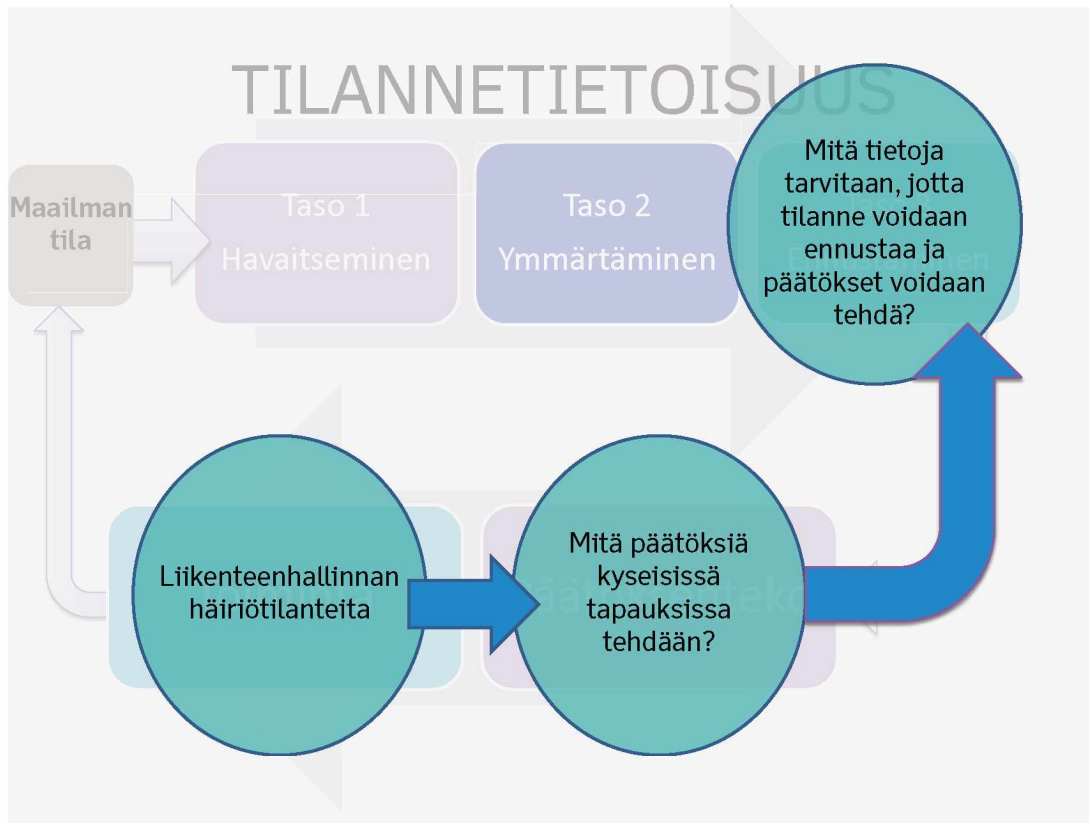 TILANNETIETOISUUS
Maailman
tila
Taso 1
Havaitseminen
Taso 2
Ymmärtäminen
Mitä tietoja
tarvitaan, jotta
tilanne voidaan
ennustaa ja
päätökset voidaan
tehdä?
Liikenteenhallinnan
häiriötilanteita
Mitä päätöksiä
kyseisissä
tapauksissa
tehdään?